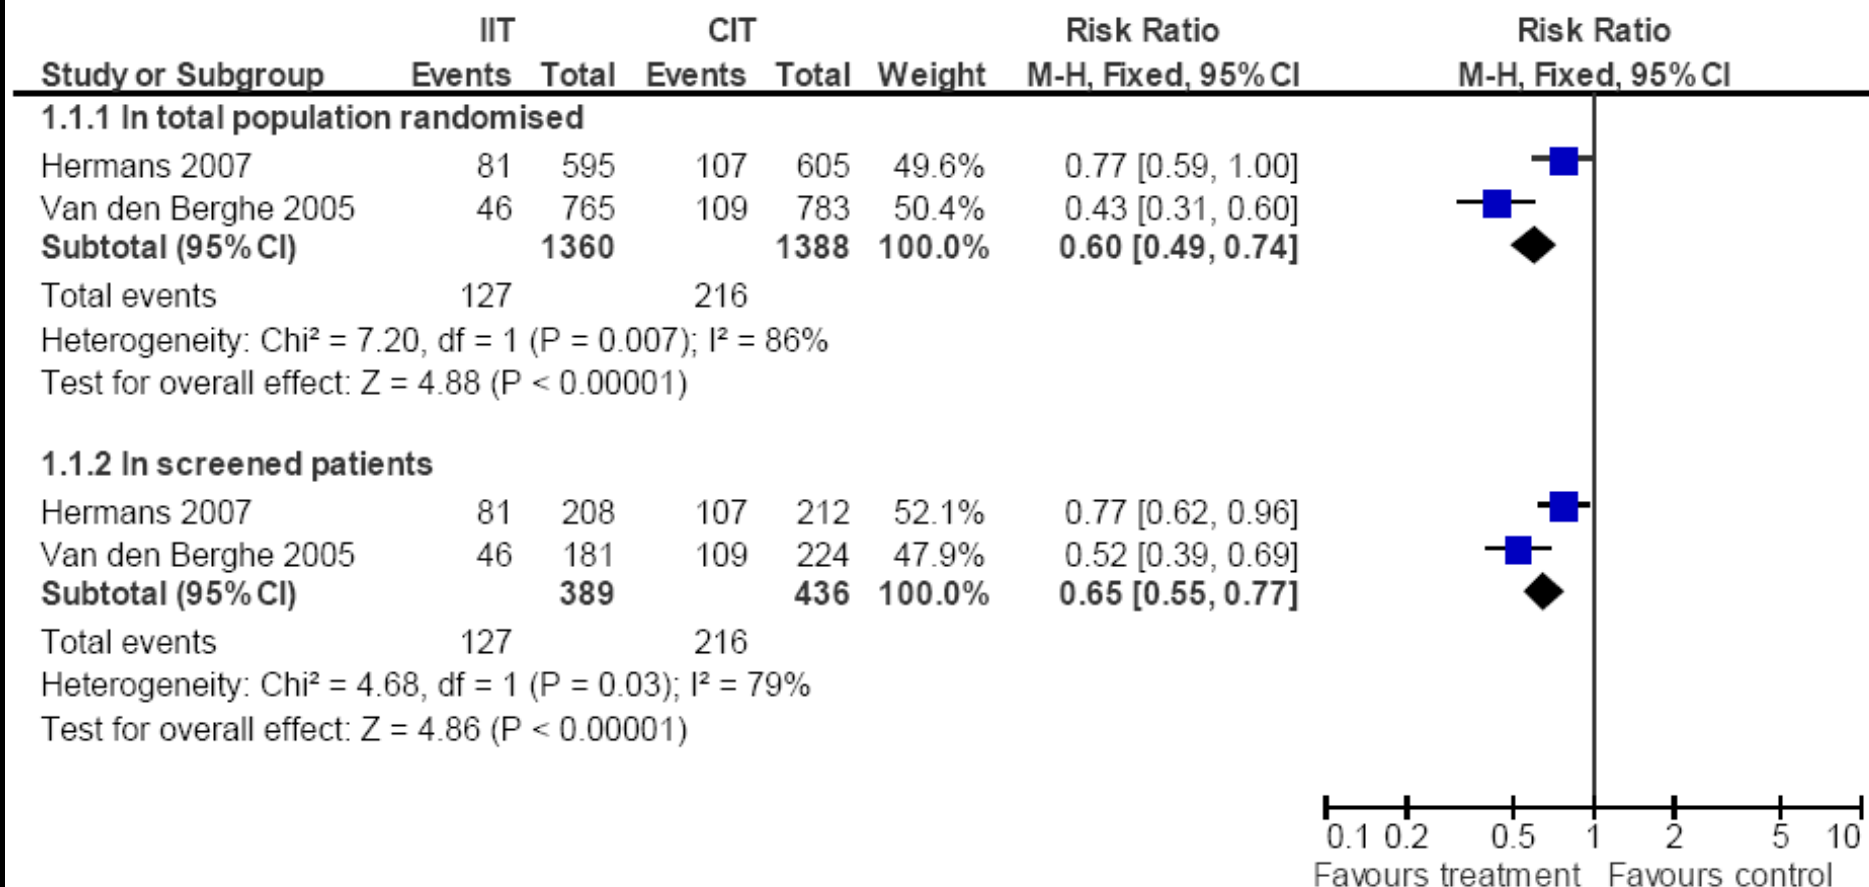 IIT CIT Risk Ratio Risk Ratio
Study or Subgroup Events Total Events Total Weight M-H, Fixed, 95% CI M-H, Fixed, 95% CI
1.1.1 In total population randomised
Hermans 2007 81 595 107 605 49.6% 0.77 [0.59, 1.00]
Van den Berghe 2005 46 765 109 783 50.4% 0.43 [0.31, 0.60]
Subtotal (95% CI) 1360 1388 100.0% 0.60 [0.49, 0.74]
Total events 127 216
Heterogeneity: Chi² = 7.20, df = 1 (P = 0.007); I² = 86%
Test for overall effect: Z = 4.88 (P < 0.00001)
1.1.2 In screened patients
Hermans 2007 81 208 107 212 52.1% 0.77 [0.62, 0.96]
Van den Berghe 2005 46 181 109 224 47.9% 0.52 [0.39, 0.69]
Subtotal (95% CI) 389 436 100.0% 0.65 [0.55, 0.77]
Total events 127 216
Heterogeneity: Chi² = 4.68, df = 1 (P = 0.03); I² = 79%
Test for overall effect: Z = 4.86 (P < 0.00001)
0.1 0.2 0.5 1 2 5 10
Favours treatment Favours control